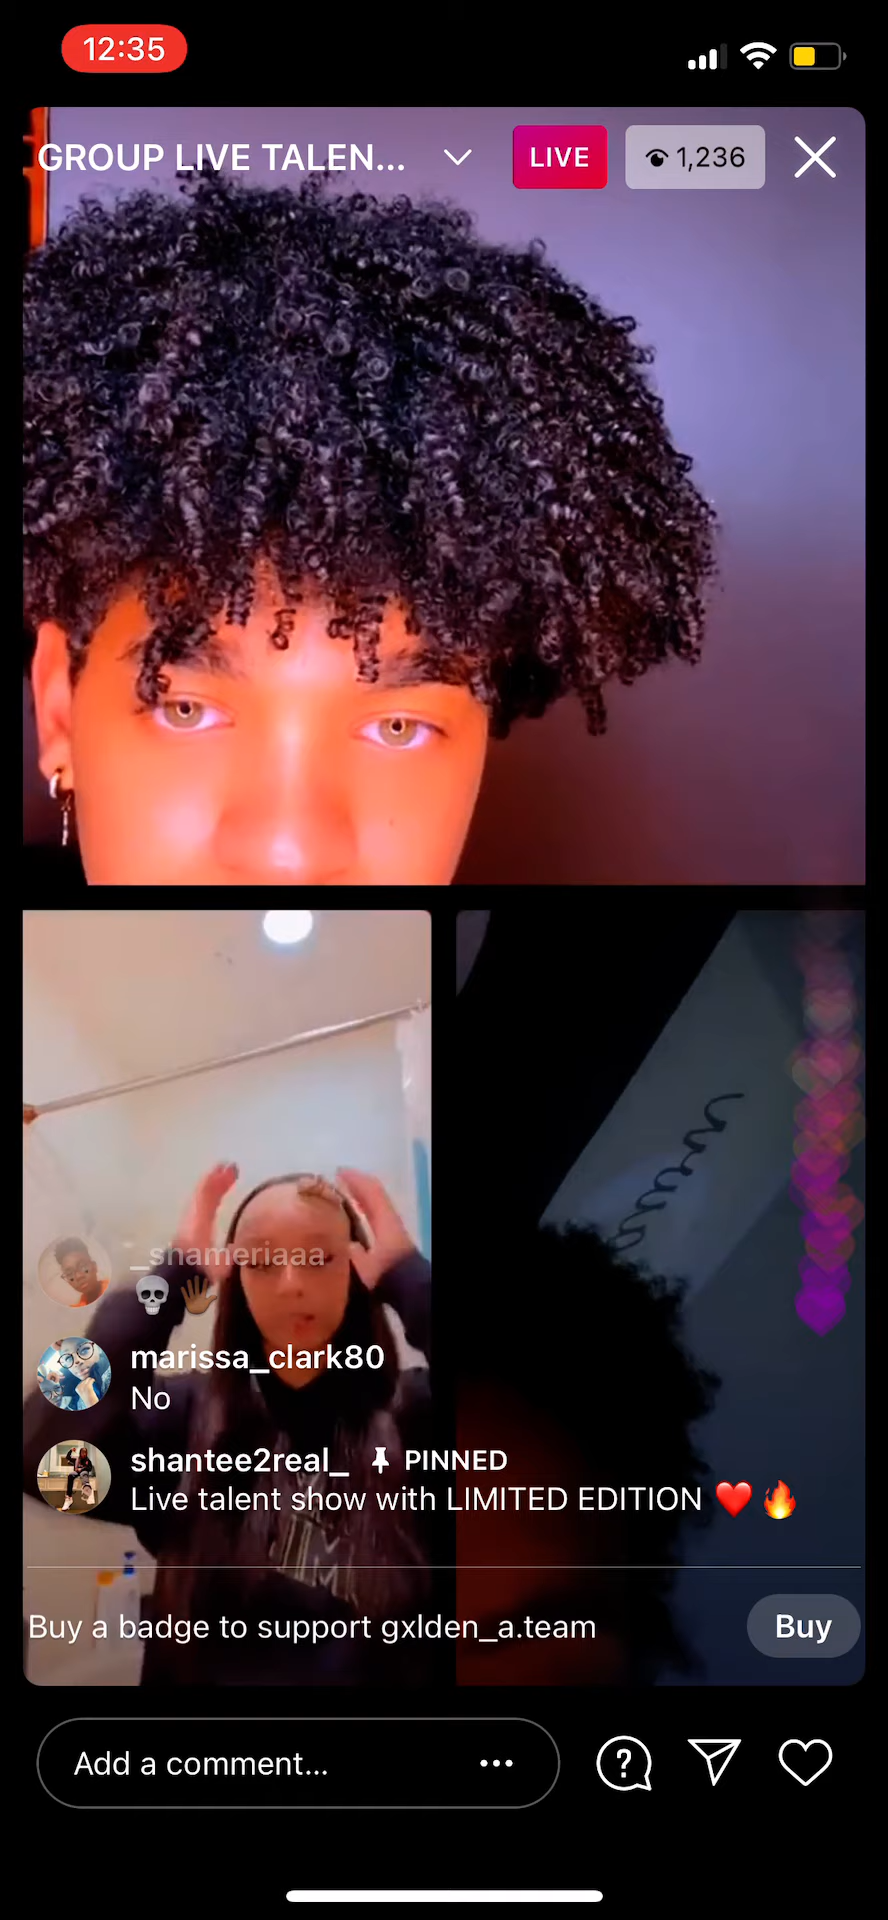 12:35
GROUP LIVE TALEN...
LIVE
1,236
_shameriaaa
💀🖐🏾
marissa_clark80
No
shantee2real_ PINNED
Live talent show with LIMITED EDITION ❤️🔥
Buy a badge to support gxlden_a.team
Buy
Add a comment...